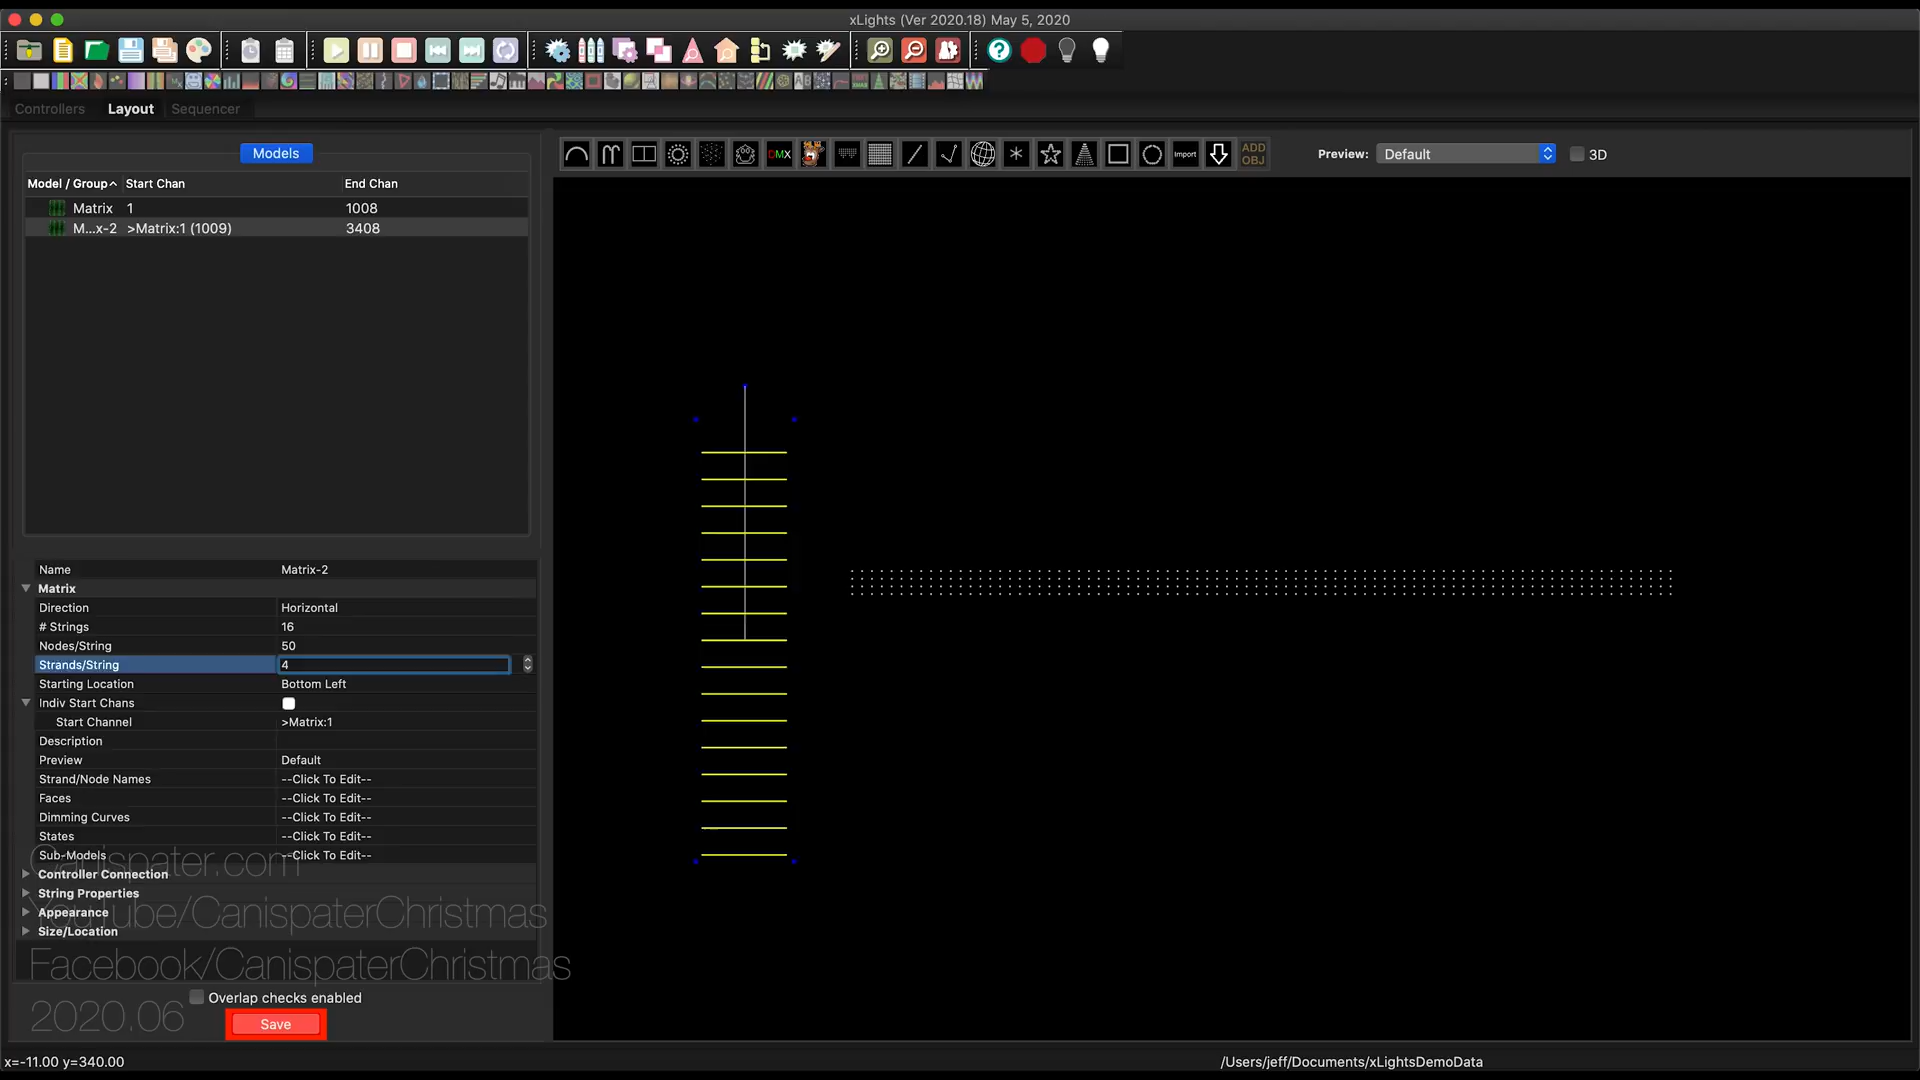 xLights (Ver 2020.18) May 5, 2020
Controllers Layout Sequencer
Models
DMX
Import
ADD OBJ
Preview: Default 3D
Model / Group Start Chan End Chan
Matrix 1 1008
M...x-2 >Matrix:1 (1009) 3408
Name Matrix-2
Matrix
Direction Horizontal
# Strings 16
Nodes/String 50
Strands/String 4
Starting Location Bottom Left
Indiv Start Chans
Start Channel >Matrix:1
Description
Preview Default
Strand/Node Names --Click To Edit--
Faces --Click To Edit--
Dimming Curves --Click To Edit--
States --Click To Edit--
Sub-Models --Click To Edit--
Canispater.com
Controller Connection
String Properties
YouTube/CanispaterChristmas
Appearance
Size/Location
Facebook/CanispaterChristmas
Overlap checks enabled
2020.06
Save
x=-11.00 y=340.00
/Users/jeff/Documents/xLightsDemoData